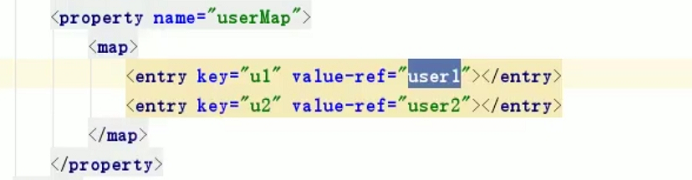 <property name="userMap">
<map>
<entry key="u1" value-ref="user1"></entry>
<entry key="u2" value-ref="user2"></entry>
</map>
</property>